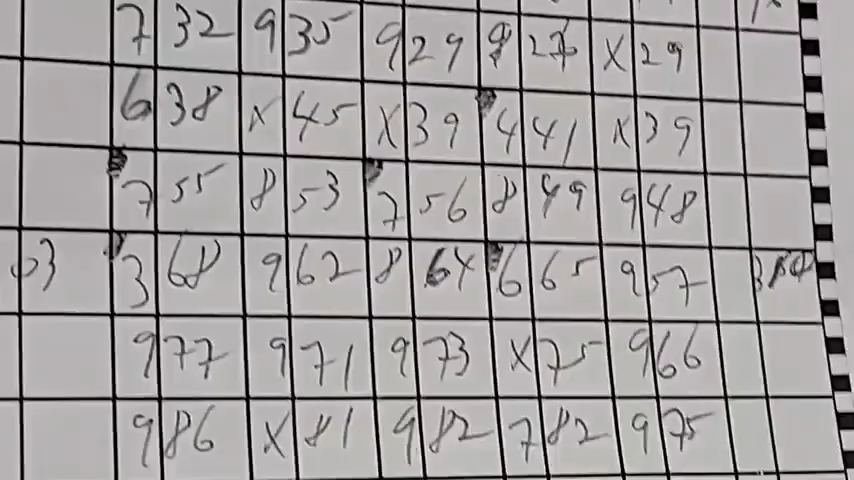 7 32 9 35 9 29 9 27 X 29
6 38 X 45 X 39 4 41 X 39
7 55 8 53 7 56 8 49 9 48
03 3 68 9 62 8 64 6 65 9 57
9 77 9 71 9 73 X 75 9 66
9 86 X 81 9 82 7 82 9 75